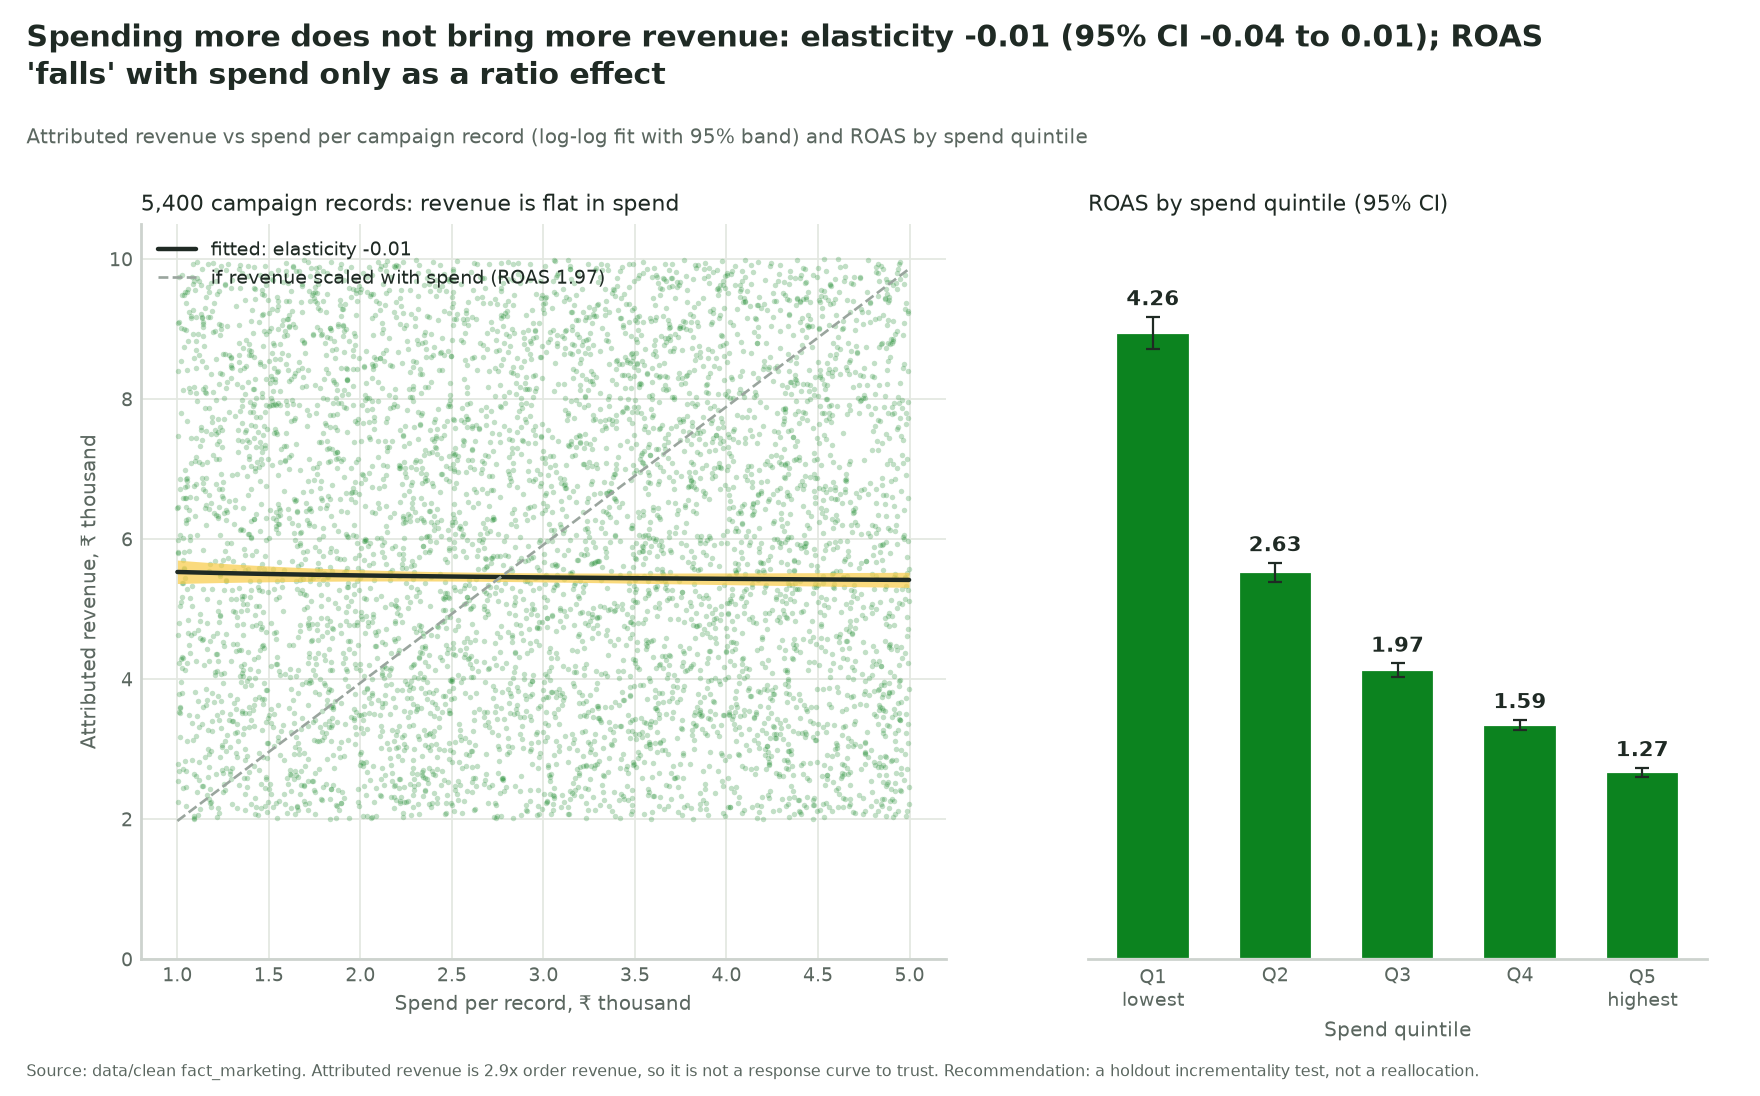 Spending more does not bring more revenue: elasticity -0.01 (95% CI -0.04 to 0.01); ROAS
'falls' with spend only as a ratio effect
Attributed revenue vs spend per campaign record (log-log fit with 95% band) and ROAS by spend quintile
5,400 campaign records: revenue is flat in spend
fitted: elasticity -0.01
if revenue scaled with spend (ROAS 1.97)
Attributed revenue, ₹ thousand
10
8
6
4
2
0
1.0 1.5 2.0 2.5 3.0 3.5 4.0 4.5 5.0
Spend per record, ₹ thousand
ROAS by spend quintile (95% CI)
4.26
2.63
1.97
1.59
1.27
Q1 Q2 Q3 Q4 Q5
lowest highest
Spend quintile
Source: data/clean fact_marketing. Attributed revenue is 2.9x order revenue, so it is not a response curve to trust. Recommendation: a holdout incrementality test, not a reallocation.